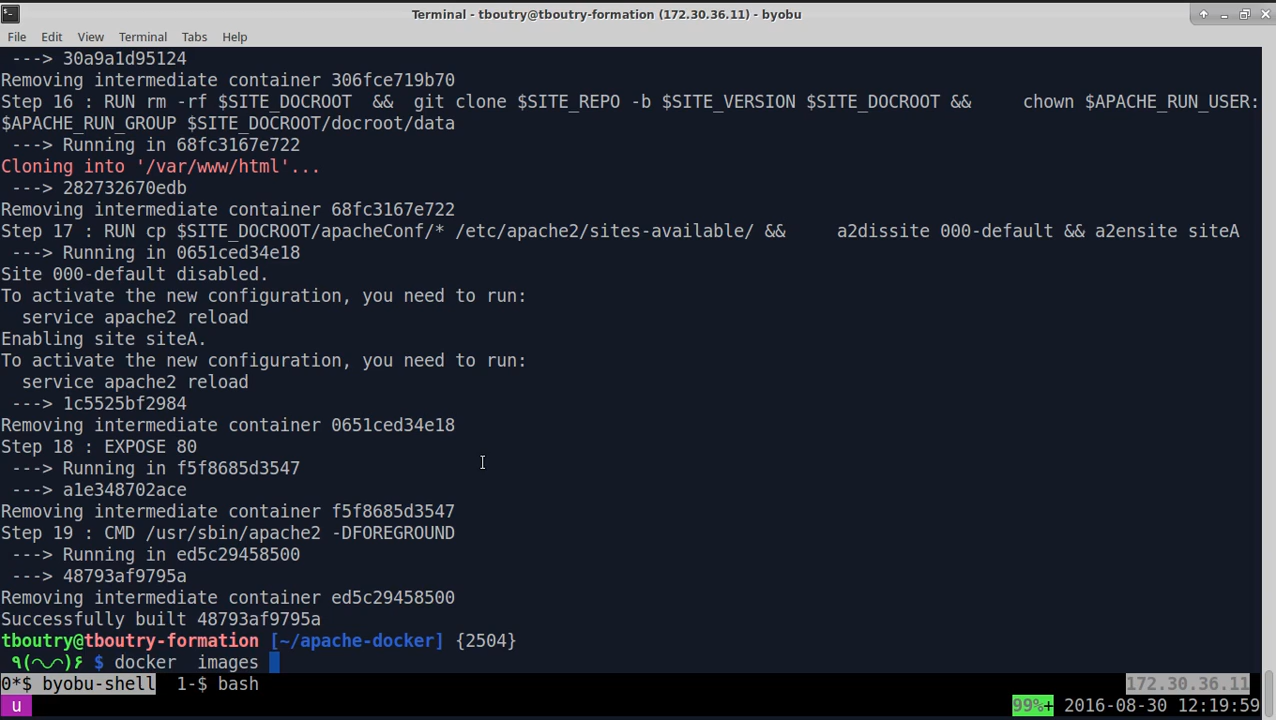 Terminal - tboutry@tboutry-formation (172.30.36.11) - byobu
File Edit View Terminal Tabs Help
---> 30a9a1d95124
Removing intermediate container 306fce719b70
Step 16 : RUN rm -rf $SITE_DOCROOT  &&  git clone $SITE_REPO -b $SITE_VERSION $SITE_DOCROOT &&     chown $APACHE_RUN_USER:
$APACHE_RUN_GROUP $SITE_DOCROOT/docroot/data
---> Running in 68fc3167e722
Cloning into '/var/www/html'...
---> 282732670edb
Removing intermediate container 68fc3167e722
Step 17 : RUN cp $SITE_DOCROOT/apacheConf/* /etc/apache2/sites-available/ &&     a2dissite 000-default && a2ensite siteA
---> Running in 0651ced34e18
Site 000-default disabled.
To activate the new configuration, you need to run:
  service apache2 reload
Enabling site siteA.
To activate the new configuration, you need to run:
  service apache2 reload
---> 1c5525bf2984
Removing intermediate container 0651ced34e18
Step 18 : EXPOSE 80
---> Running in f5f8685d3547
---> a1e348702ace
Removing intermediate container f5f8685d3547
Step 19 : CMD /usr/sbin/apache2 -DFOREGROUND
---> Running in ed5c29458500
---> 48793af9795a
Removing intermediate container ed5c29458500
Successfully built 48793af9795a
tboutry@tboutry-formation [~/apache-docker] {2504}
٩(◠◡◠)۶ $ docker  images
0*$ byobu-shell  1-$ bash 172.30.36.11
u 99%+ 2016-08-30 12:19:59